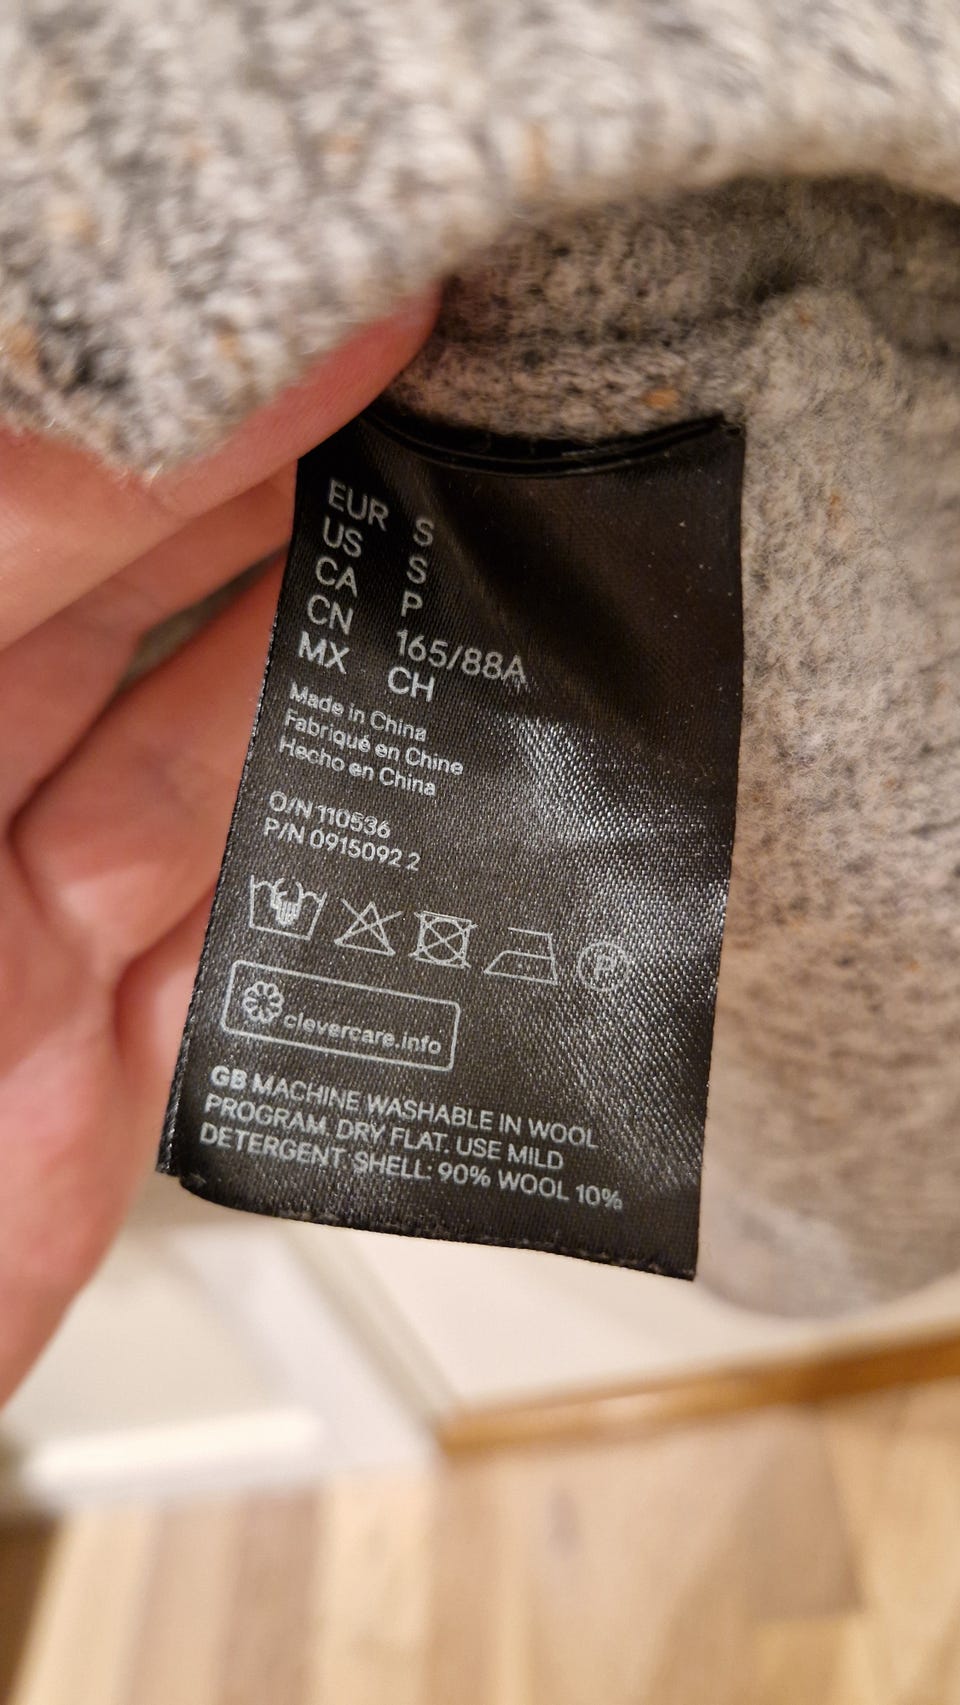 EUR S
US S
CA P
CN 165/88A
MX CH
Made in China
Fabriqué en Chine
Hecho en China
O/N 110536
P/N 0915092 2
P
clevercare.info
GB MACHINE WASHABLE IN WOOL
PROGRAM. DRY FLAT. USE MILD
DETERGENT SHELL: 90% WOOL 10%